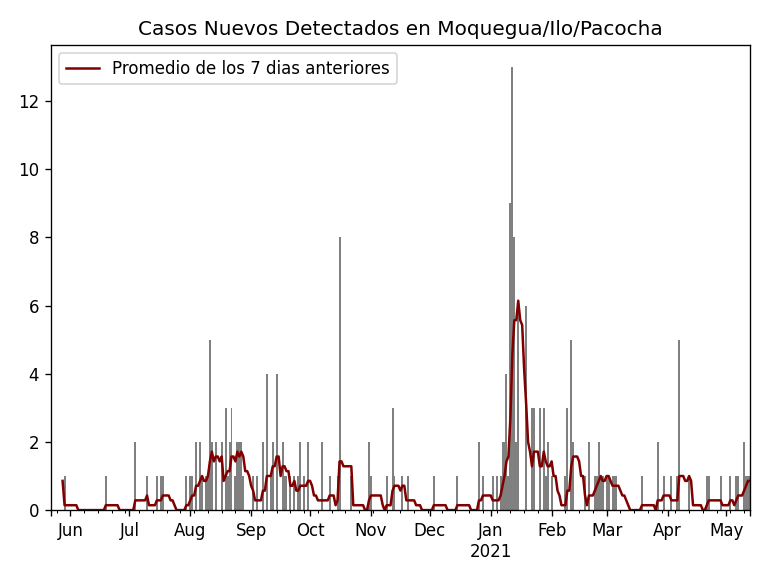 Casos Nuevos Detectados en Moquegua/Ilo/Pacocha
Promedio de los 7 dias anteriores
12
10
8
6
4
2
0
Jun Jul Aug Sep Oct Nov Dec Jan Feb Mar Apr May
2021